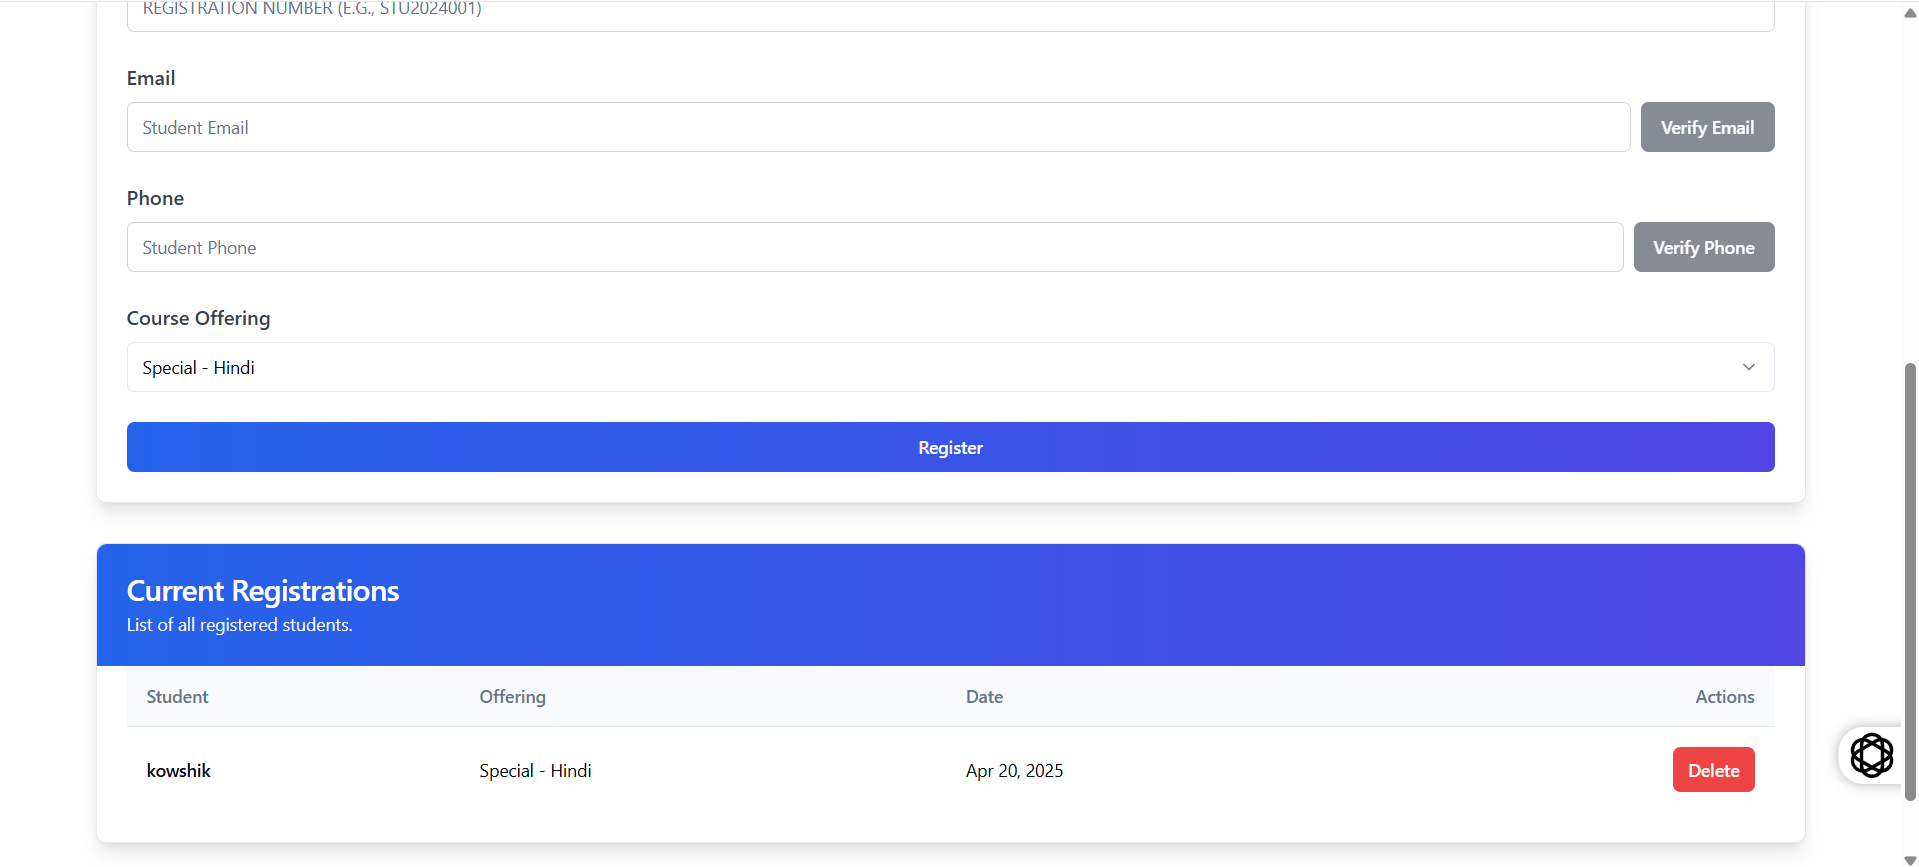 REGISTRATION NUMBER (E.G., STU2024001)
Email
Student Email
Verify Email
Phone
Student Phone
Verify Phone
Course Offering
Special - Hindi
Register
Current Registrations
List of all registered students.
Student Offering Date Actions
kowshik Special - Hindi Apr 20, 2025 Delete